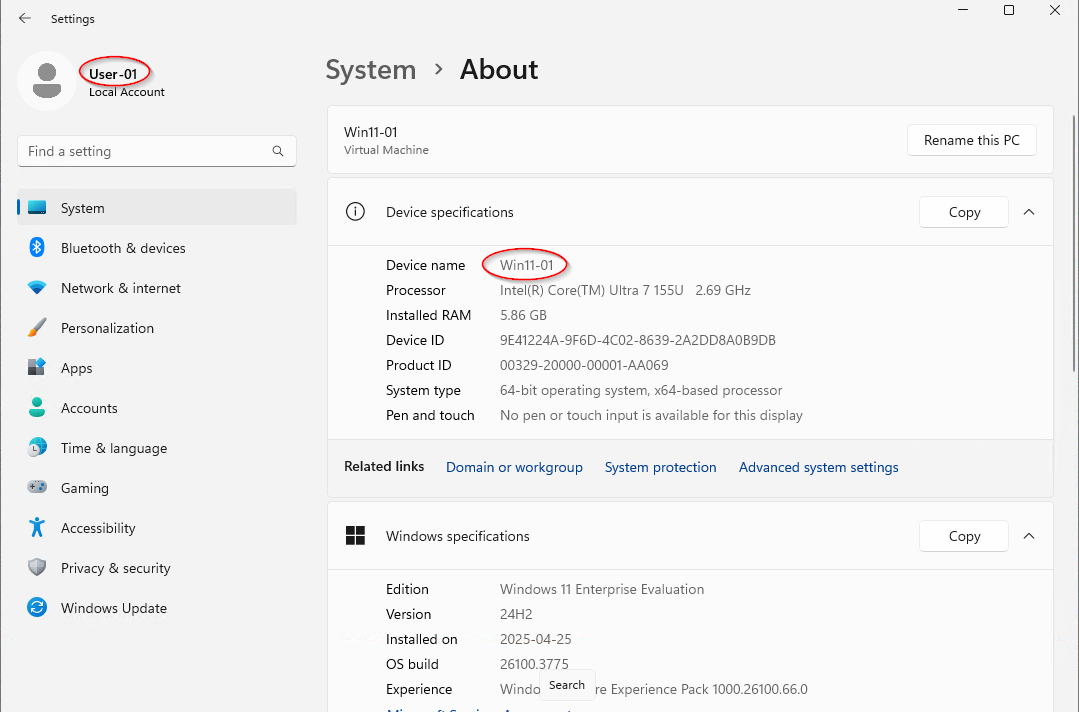 Settings
User-01
Local Account
Find a setting
System
Bluetooth & devices
Network & internet
Personalization
Apps
Accounts
Time & language
Gaming
Accessibility
Privacy & security
Windows Update
System › About
Win11-01
Virtual Machine
Rename this PC
Device specifications
Copy
Device name Win11-01
Processor Intel(R) Core(TM) Ultra 7 155U 2.69 GHz
Installed RAM 5.86 GB
Device ID 9E41224A-9F6D-4C02-8639-2A2DD8A0B9DB
Product ID 00329-20000-00001-AA069
System type 64-bit operating system, x64-based processor
Pen and touch No pen or touch input is available for this display
Related links Domain or workgroup System protection Advanced system settings
Windows specifications
Copy
Edition Windows 11 Enterprise Evaluation
Version 24H2
Installed on 2025-04-25
OS build 26100.3775
Experience Experience Pack 1000.26100.66.0
Search